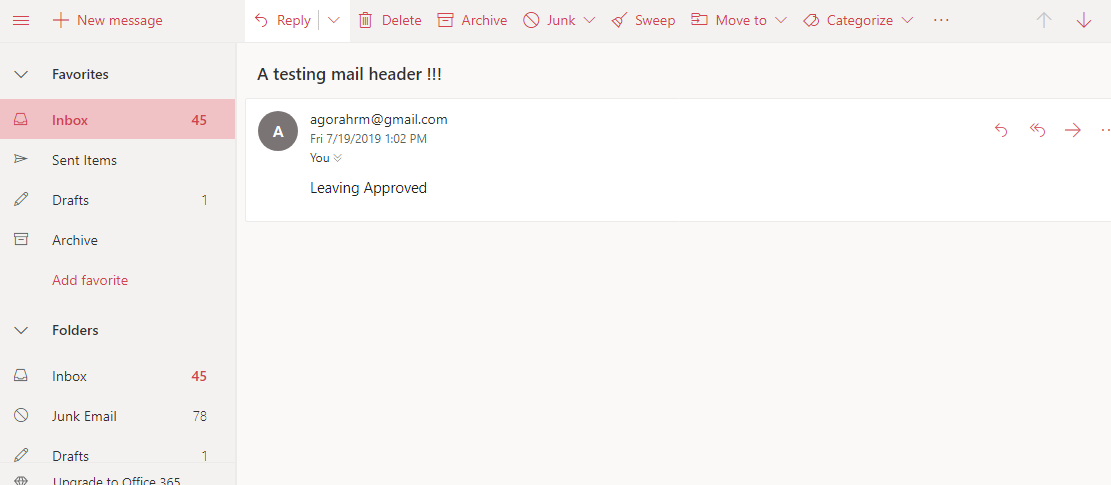 New message
Reply
Delete
Archive
Junk
Sweep
Move to
Categorize
Favorites
Inbox 45
Sent Items
Drafts 1
Archive
Add favorite
Folders
Inbox 45
Junk Email 78
Drafts 1
Upgrade to Office 365
A testing mail header !!!
A
agorahrm@gmail.com
Fri 7/19/2019 1:02 PM
You
Leaving Approved